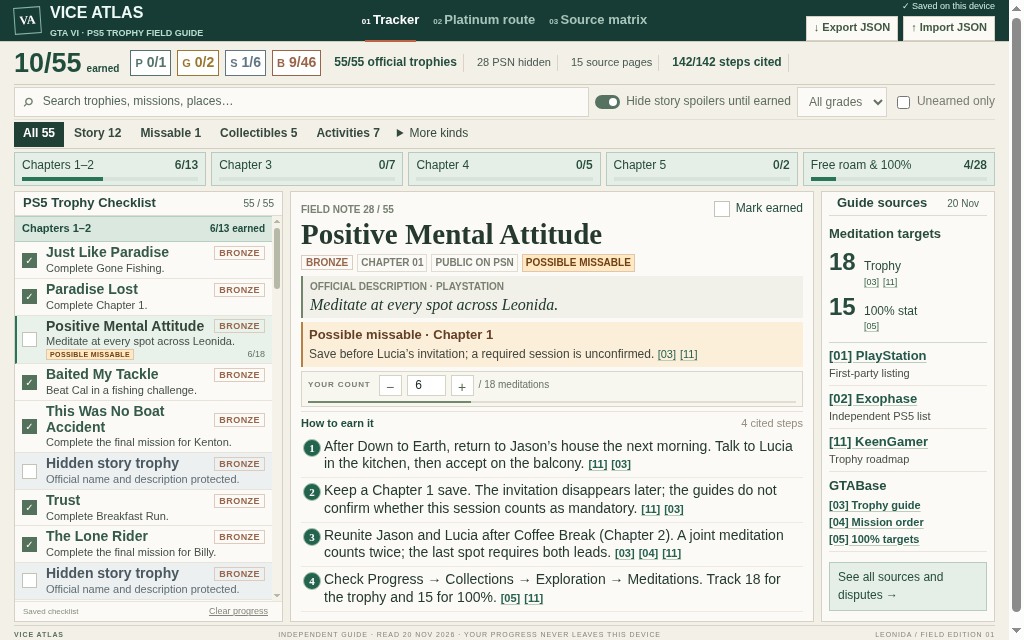 VA
VICE ATLAS
GTA VI · PS5 TROPHY FIELD GUIDE
01 Tracker
02 Platinum route
03 Source matrix
✓ Saved on this device
↓ Export JSON
↑ Import JSON
10/55 earned
P 0/1
G 0/2
S 1/6
B 9/46
55/55 official trophies
28 PSN hidden
15 source pages
142/142 steps cited
Search trophies, missions, places…
Hide story spoilers until earned
All grades
Unearned only
All 55
Story 12
Missable 1
Collectibles 5
Activities 7
▶ More kinds
Chapters 1–2 6/13
Chapter 3 0/7
Chapter 4 0/5
Chapter 5 0/2
Free roam & 100% 4/28
PS5 Trophy Checklist 55 / 55
Chapters 1–2 6/13 earned
Just Like Paradise BRONZE
Complete Gone Fishing.
Paradise Lost BRONZE
Complete Chapter 1.
Positive Mental Attitude BRONZE
Meditate at every spot across Leonida.
POSSIBLE MISSABLE 6/18
Baited My Tackle BRONZE
Beat Cal in a fishing challenge.
This Was No Boat
Accident BRONZE
Complete the final mission for Kenton.
Hidden story trophy BRONZE
Official name and description protected.
Trust BRONZE
Complete Breakfast Run.
The Lone Rider BRONZE
Complete the final mission for Billy.
Hidden story trophy BRONZE
Official name and description protected.
Saved checklist Clear progress
FIELD NOTE 28 / 55
Mark earned
Positive Mental Attitude
BRONZE CHAPTER 01 PUBLIC ON PSN POSSIBLE MISSABLE
OFFICIAL DESCRIPTION · PLAYSTATION
Meditate at every spot across Leonida.
Possible missable · Chapter 1
Save before Lucia's invitation; a required session is unconfirmed. [03] [11]
YOUR COUNT − 6 + / 18 meditations
How to earn it 4 cited steps
1 After Down to Earth, return to Jason's house the next morning. Talk to Lucia
in the kitchen, then accept on the balcony. [11] [03]
2 Keep a Chapter 1 save. The invitation disappears later; the guides do not
confirm whether this session counts as mandatory. [11] [03]
3 Reunite Jason and Lucia after Coffee Break (Chapter 2). A joint meditation
counts twice; the last spot requires both leads. [03] [04] [11]
4 Check Progress → Collections → Exploration → Meditations. Track 18 for
the trophy and 15 for 100%. [05] [11]
Guide sources 20 Nov
Meditation targets
18 Trophy
[03] [11]
15 100% stat
[05]
[01] PlayStation
First-party listing
[02] Exophase
Independent PS5 list
[11] KeenGamer
Trophy roadmap
GTABase
[03] Trophy guide
[04] Mission order
[05] 100% targets
See all sources and
disputes →
VICE ATLAS
INDEPENDENT GUIDE · READ 20 NOV 2026 · YOUR PROGRESS NEVER LEAVES THIS DEVICE
LEONIDA / FIELD EDITION 01